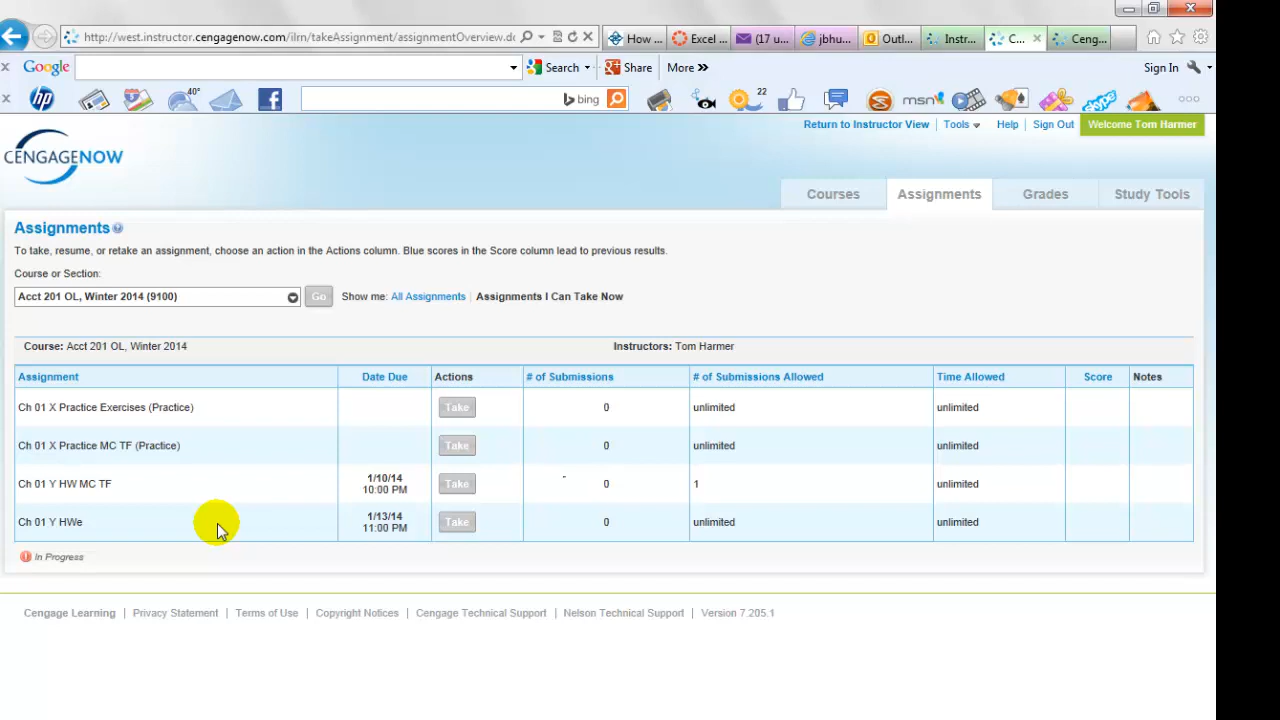 http://west.instructor.cengagenow.com/ilrn/takeAssignment/assignmentOverview.dc
How ...
Excel ...
(17 u...
jbhu...
Outl...
Instr...
C...
Ceng...
Google
Search
Share
More »
Sign In
hp
40°
bing
22
msn
skype
Return to Instructor View | Tools | Help | Sign Out
Welcome Tom Harmer
CENGAGENOW
Courses
Assignments
Grades
Study Tools
Assignments
To take, resume, or retake an assignment, choose an action in the Actions column. Blue scores in the Score column lead to previous results.
Course or Section:
Acct 201 OL, Winter 2014 (9100)
Go
Show me: All Assignments | Assignments I Can Take Now
Course: Acct 201 OL, Winter 2014
Instructors: Tom Harmer
Assignment Date Due Actions # of Submissions # of Submissions Allowed Time Allowed Score Notes
Ch 01 X Practice Exercises (Practice) Take 0 unlimited unlimited
Ch 01 X Practice MC TF (Practice) Take 0 unlimited unlimited
Ch 01 Y HW MC TF 1/10/14 10:00 PM Take 0 1 unlimited
Ch 01 Y HWe 1/13/14 11:00 PM Take 0 unlimited unlimited
In Progress
Cengage Learning | Privacy Statement | Terms of Use | Copyright Notices | Cengage Technical Support | Nelson Technical Support | Version 7.205.1